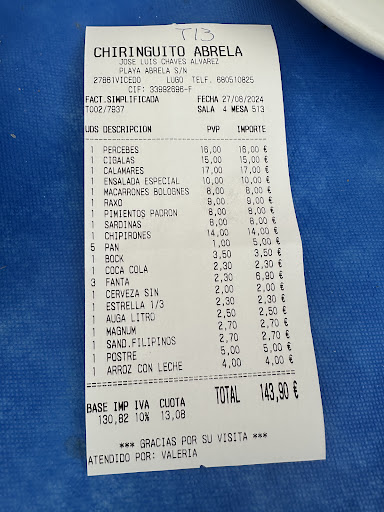 T13
CHIRINGUITO ABRELA
JOSE LUIS CHAVES ALVAREZ
PLAYA ABRELA S/N
27861VICEDO LUGO TELF. 680510825
CIF: 33992696-F
FACT.SIMPLIFICADA FECHA 27/08/2024
T002/7937 SALA 4 MESA 513
UDS DESCRIPCION PVP IMPORTE
1 PERCEBES 16,00 16,00 €
1 CIGALAS 15,00 15,00 €
1 CALAMARES 17,00 17,00 €
1 ENSALADA ESPECIAL 10,00 10,00 €
1 MACARRONES BOLOGNES 8,00 8,00 €
1 RAXO 9,00 9,00 €
1 PIMIENTOS PADRON 8,00 8,00 €
1 SARDINAS 8,00 8,00 €
1 CHIPIRONES 14,00 14,00 €
5 PAN 1,00 5,00 €
1 BOCK 3,50 3,50 €
1 COCA COLA 2,30 2,30 €
3 FANTA 2,30 6,90 €
1 CERVEZA SIN 2,00 2,00 €
1 ESTRELLA 1/3 2,30 2,30 €
1 AUGA LITRO 2,50 2,50 €
1 MAGNUM 2,70 2,70 €
1 SAND.FILIPINOS 2,70 2,70 €
1 POSTRE 5,00 5,00 €
1 ARROZ CON LECHE 4,00 4,00 €
BASE IMP IVA CUOTA TOTAL 143,90 €
130,82 10% 13,08
*** GRACIAS POR SU VISITA ***
ATENDIDO POR: VALERIA